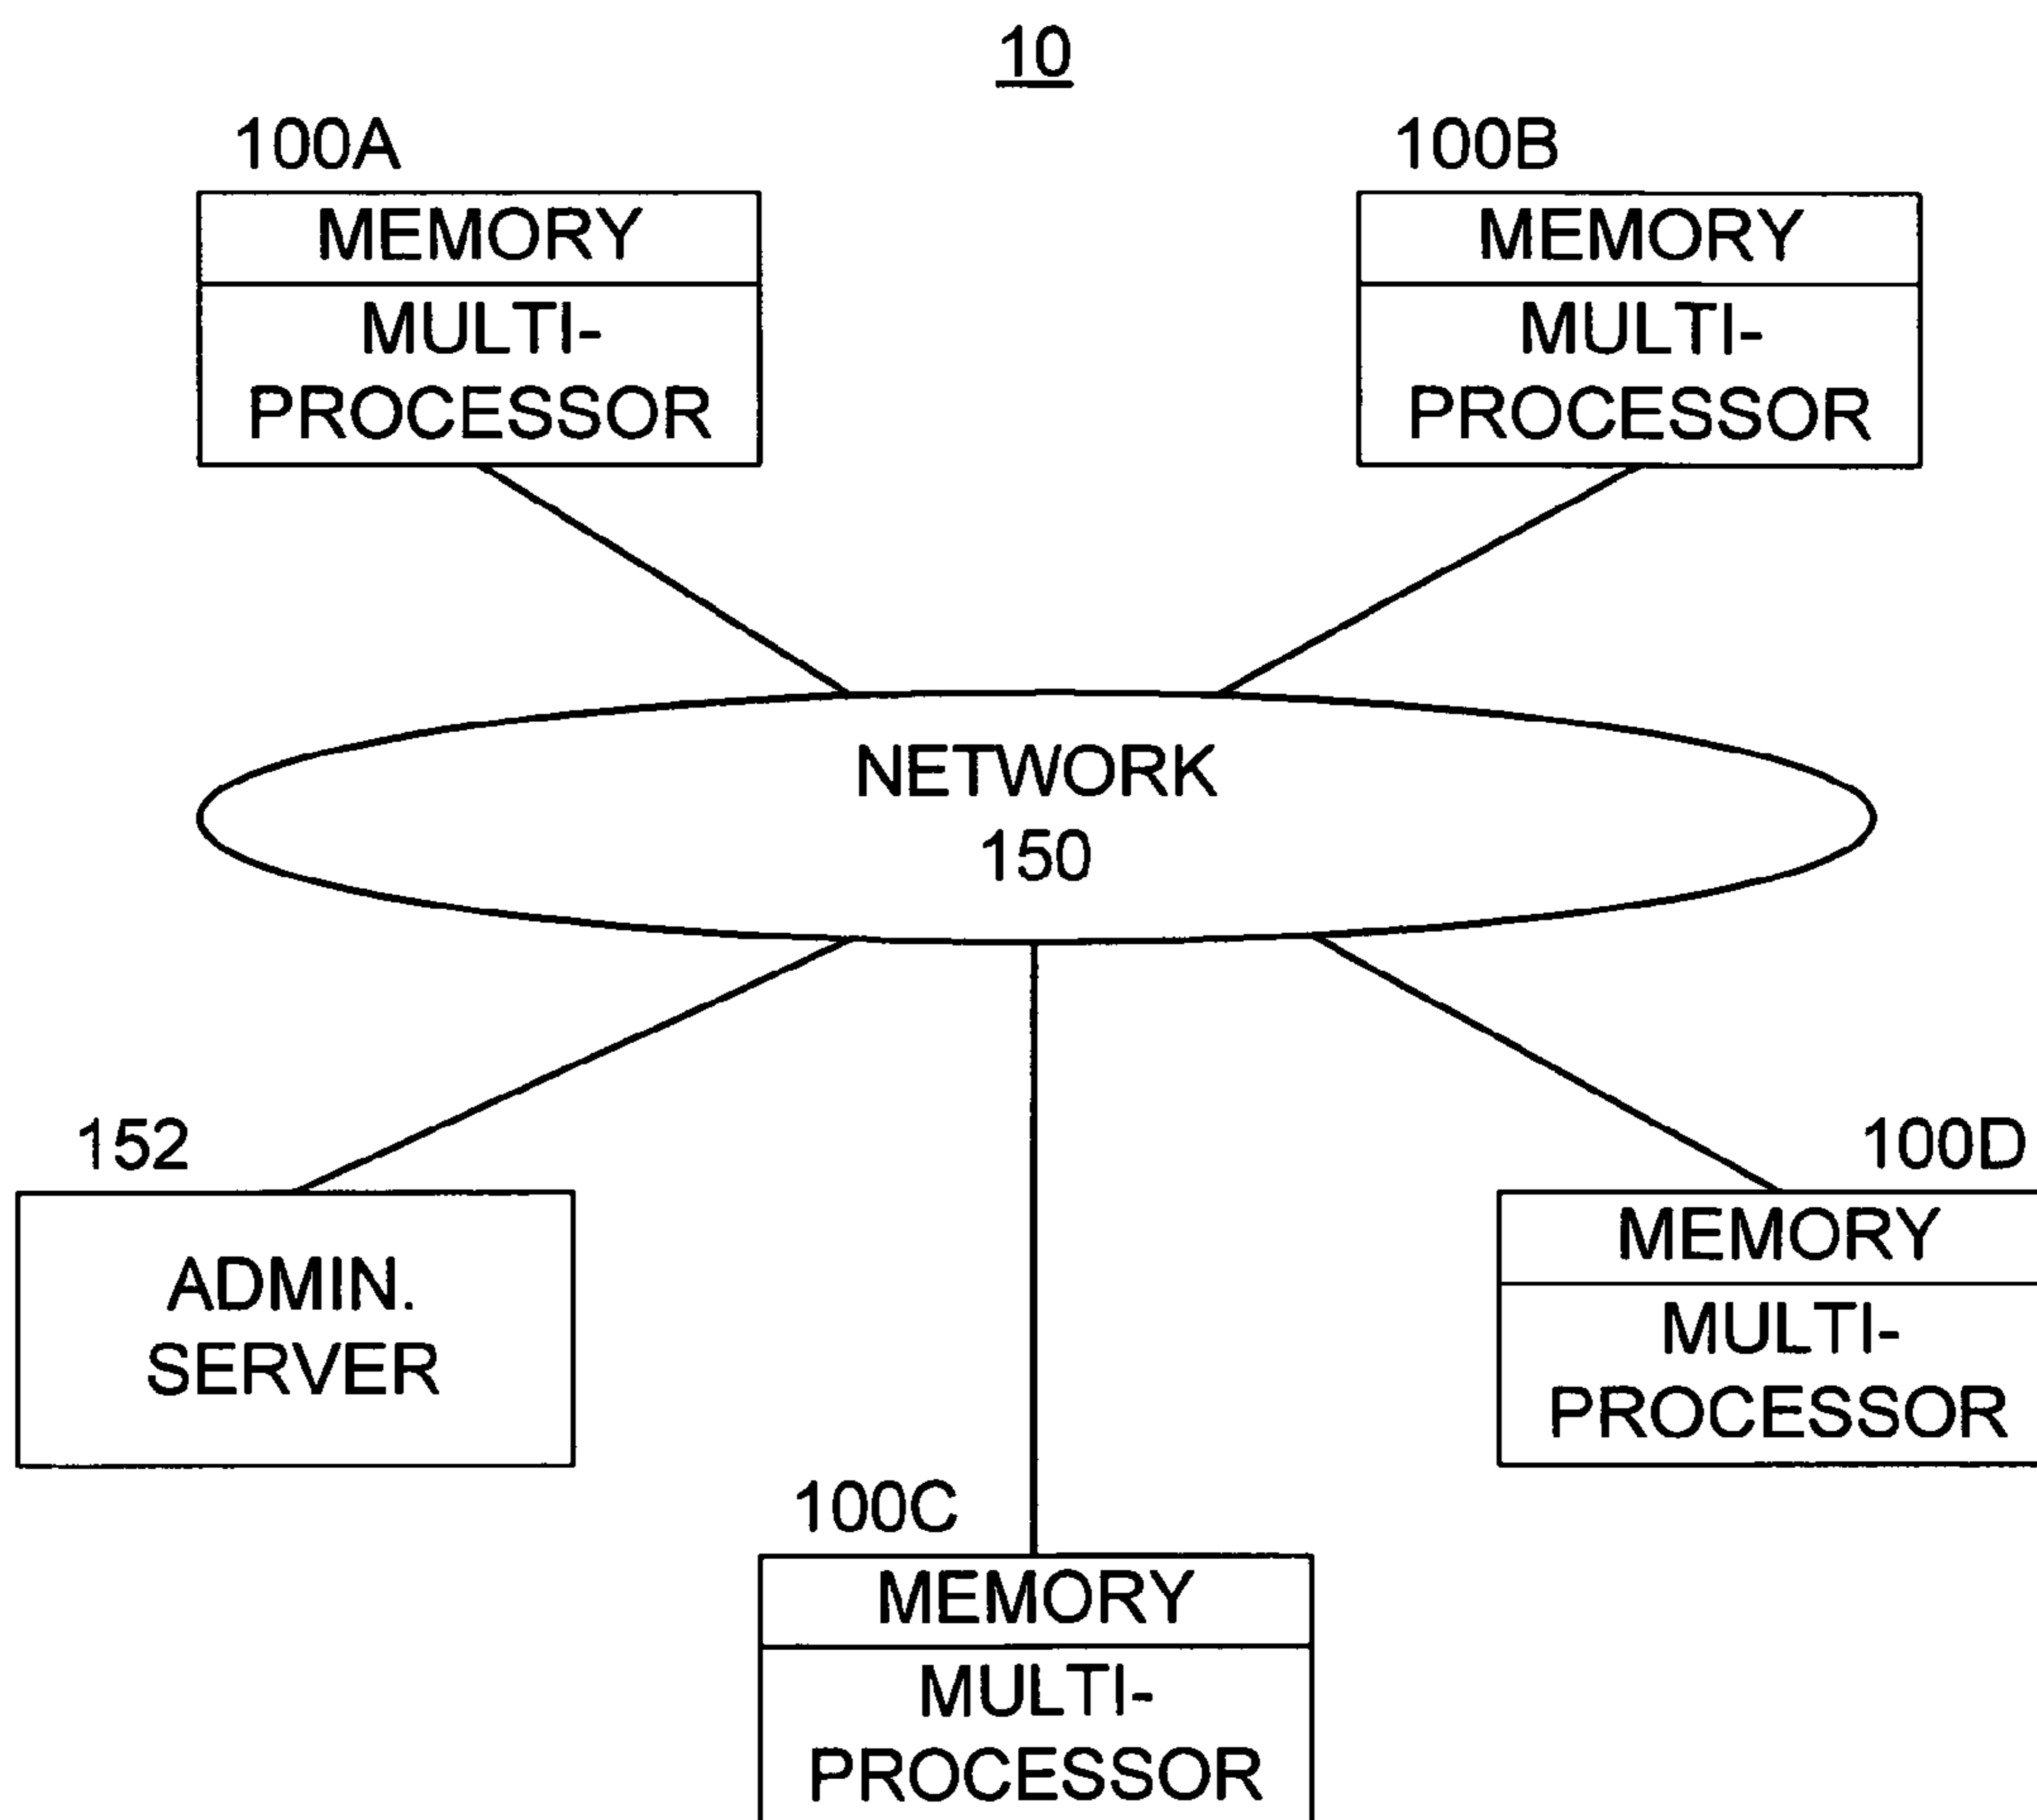 10
100A
MEMORY
MULTI-
PROCESSOR
100B
MEMORY
MULTI-
PROCESSOR
NETWORK
150
152
ADMIN.
SERVER
100D
MEMORY
MULTI-
PROCESSOR
100C
MEMORY
MULTI-
PROCESSOR